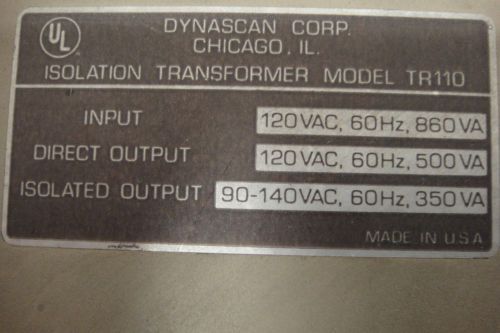 UL
DYNASCAN CORP.
CHICAGO, IL.
ISOLATION TRANSFORMER MODEL TR110
INPUT 120VAC, 60Hz, 860VA
DIRECT OUTPUT 120VAC, 60Hz, 500VA
ISOLATED OUTPUT 90-140VAC, 60Hz, 350VA
MADE IN U.S.A